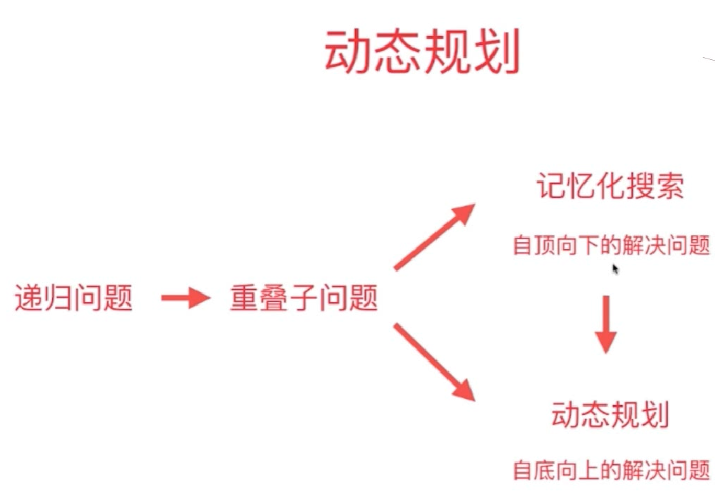 动态规划
记忆化搜索
自顶向下的解决问题
递归问题
重叠子问题
动态规划
自底向上的解决问题